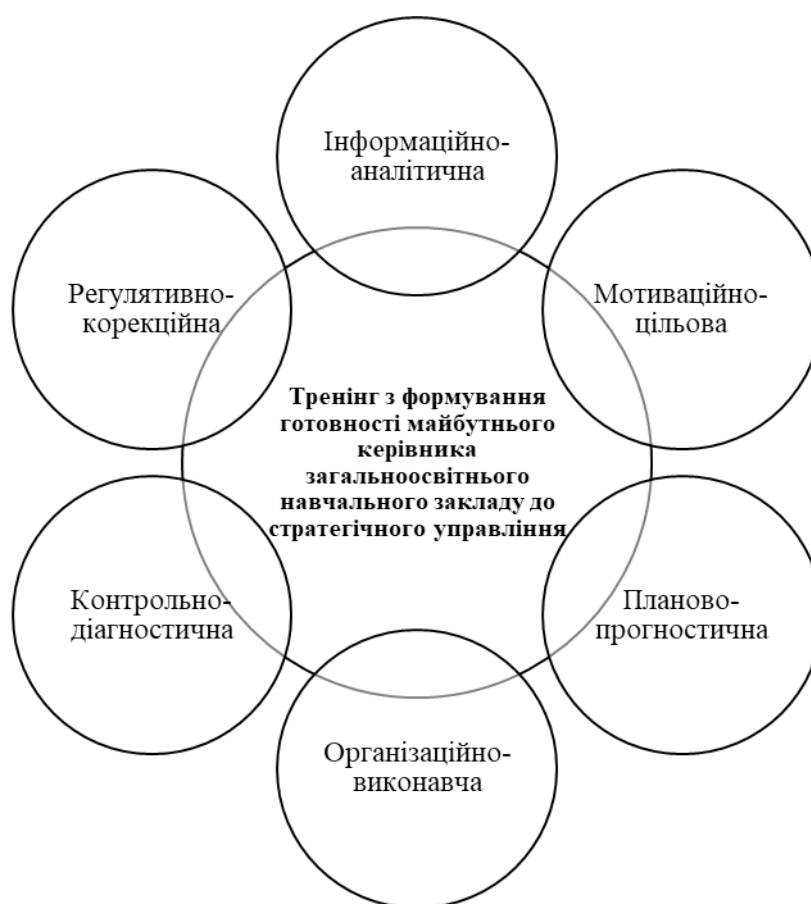 Інформаційно-
аналітична
Регулятивно-
корекційна
Мотиваційно-
цільова
Тренінг з формування
готовності майбутнього
керівника
загальноосвітнього
навчального закладу до
стратегічного управління
Контрольно-
діагностична
Планово-
прогностична
Організаційно-
виконавча